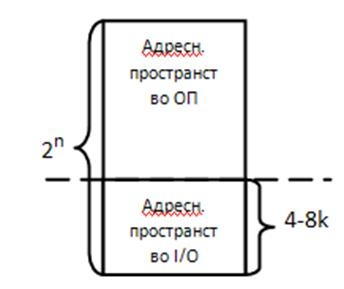 Адресн.
пространст
во ОП
2ⁿ
Адресн.
пространст
во I/O
4-8k